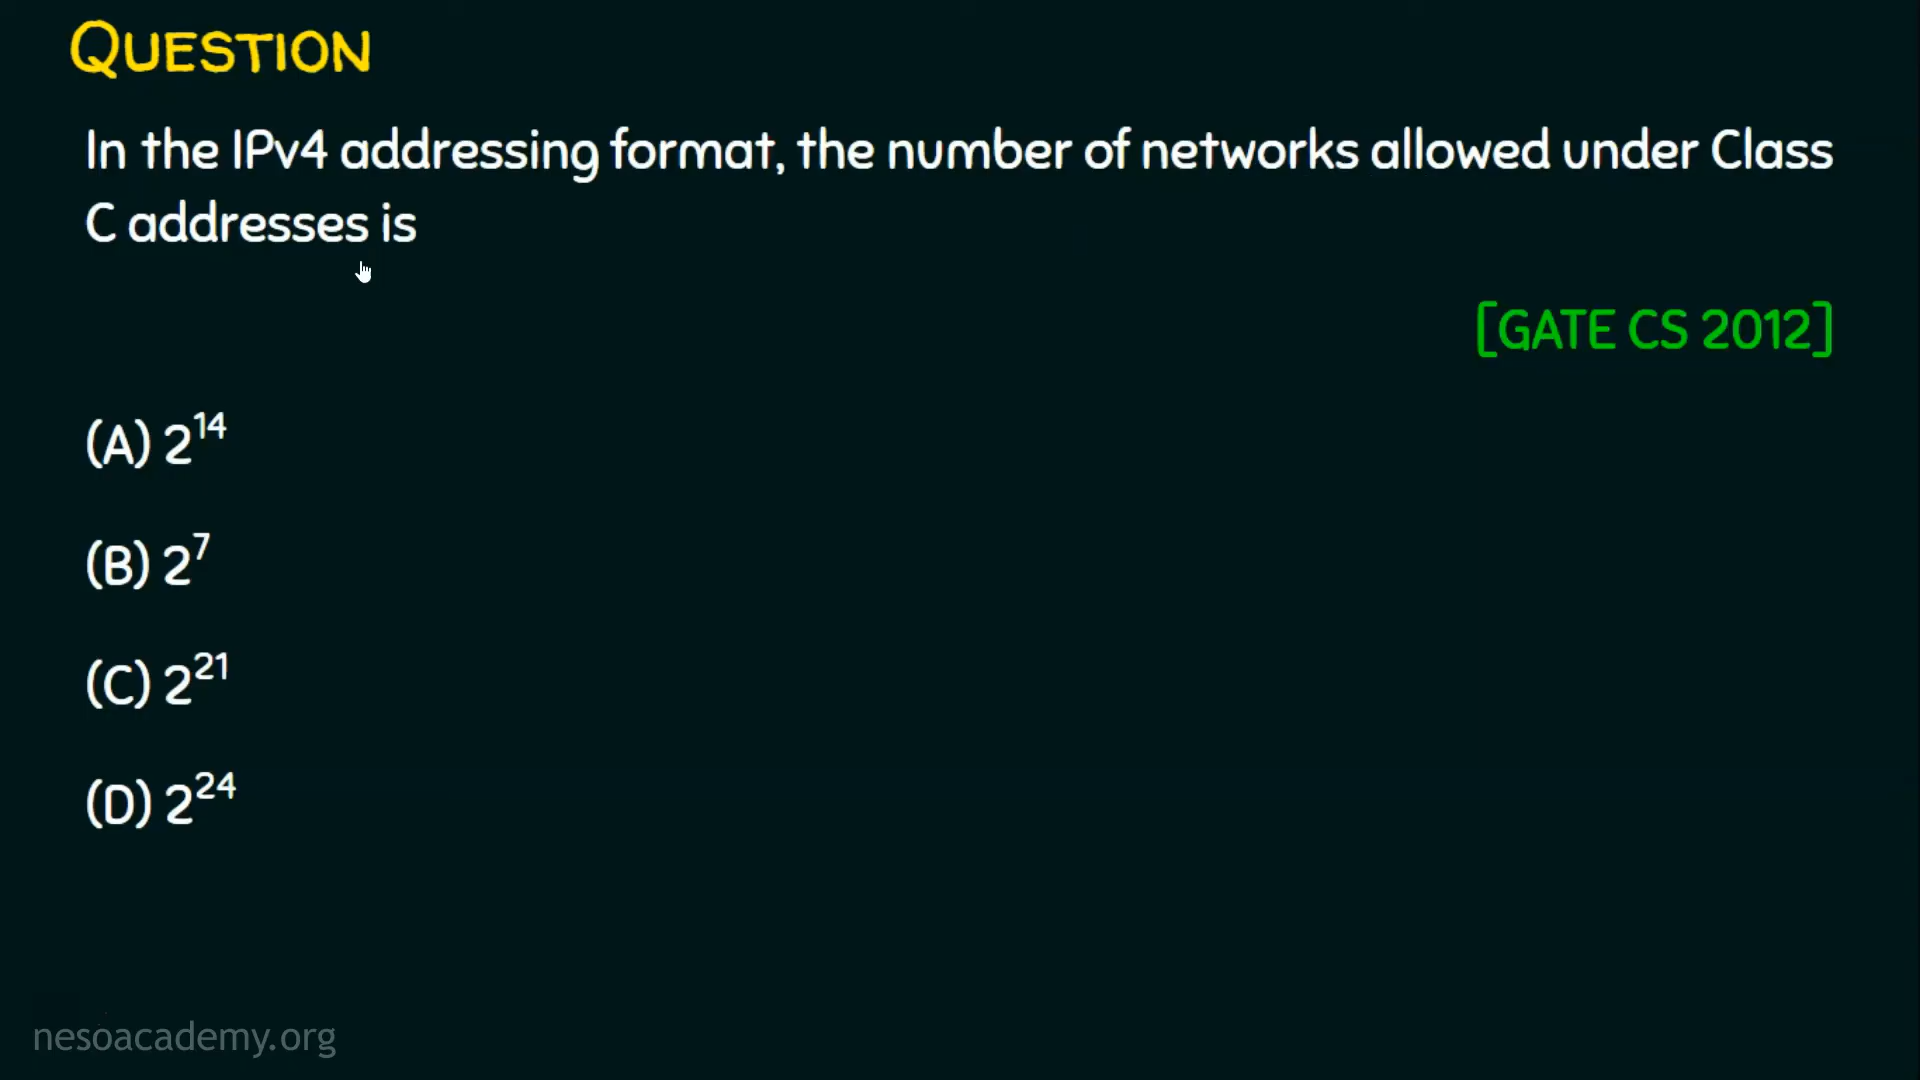 QUESTION
In the IPv4 addressing format, the number of networks allowed under Class
C addresses is
[GATE CS 2012]
(A) 2^14
(B) 2^7
(C) 2^21
(D) 2^24
nesoacademy.org